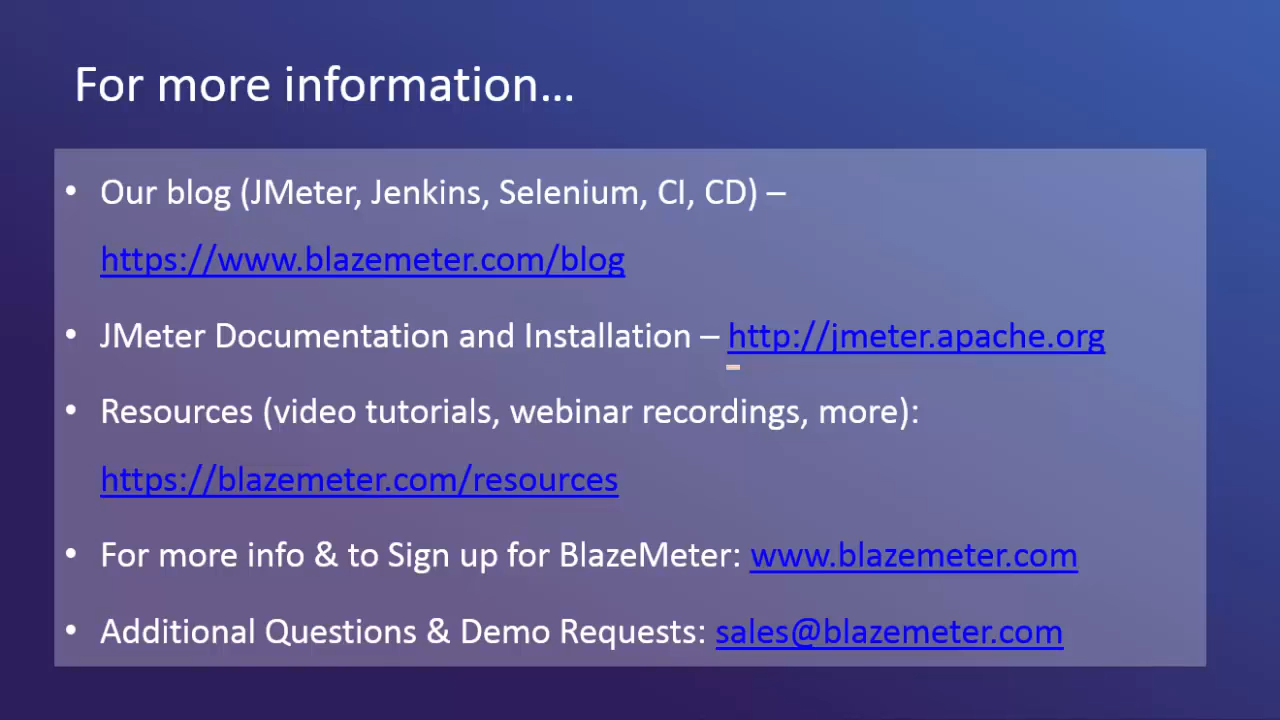 For more information…
• Our blog (JMeter, Jenkins, Selenium, CI, CD) –
https://www.blazemeter.com/blog
• JMeter Documentation and Installation – http://jmeter.apache.org
• Resources (video tutorials, webinar recordings, more):
https://blazemeter.com/resources
• For more info & to Sign up for BlazeMeter: www.blazemeter.com
• Additional Questions & Demo Requests: sales@blazemeter.com